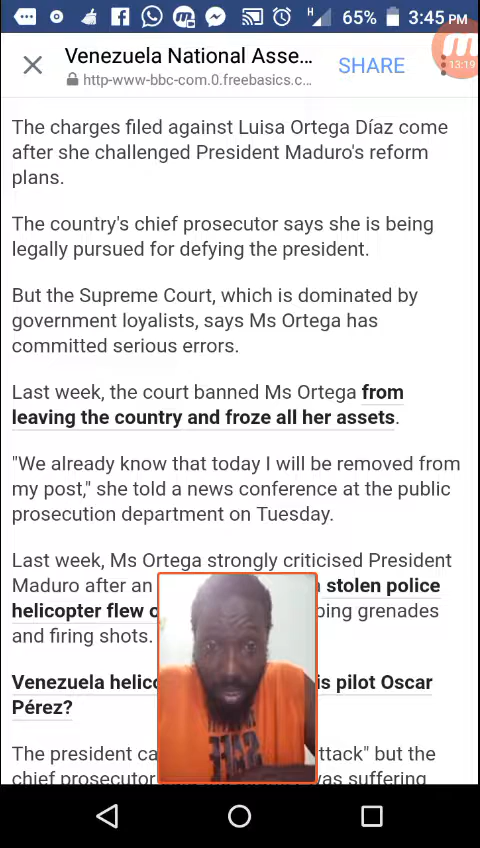 H 65% 3:45 PM
Venezuela National Asse...
SHARE
http-www-bbc-com.0.freebasics.c...
13:19
The charges filed against Luisa Ortega Díaz come
after she challenged President Maduro's reform
plans.
The country's chief prosecutor says she is being
legally pursued for defying the president.
But the Supreme Court, which is dominated by
government loyalists, says Ms Ortega has
committed serious errors.
Last week, the court banned Ms Ortega from
leaving the country and froze all her assets.
"We already know that today I will be removed from
my post," she told a news conference at the public
prosecution department on Tuesday.
Last week, Ms Ortega strongly criticised President
Maduro after an stolen police
helicopter flew ping grenades
and firing shots.
Venezuela helic is pilot Oscar
Pérez?
The president ca ttack" but the
chief prosecutor was suffering